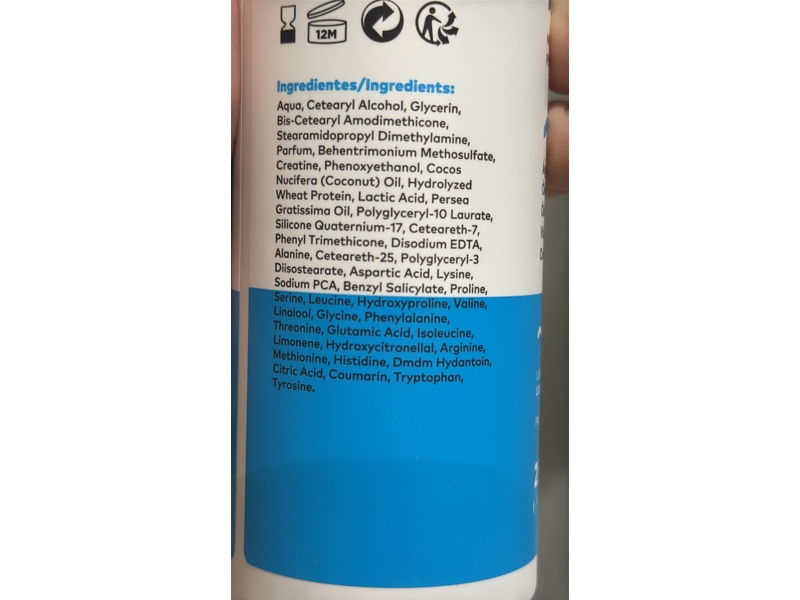 12M
Ingredientes/Ingredients:
Aqua, Cetearyl Alcohol, Glycerin,
Bis-Cetearyl Amodimethicone,
Stearamidopropyl Dimethylamine,
Parfum, Behentrimonium Methosulfate,
Creatine, Phenoxyethanol, Cocos
Nucifera (Coconut) Oil, Hydrolyzed
Wheat Protein, Lactic Acid, Persea
Gratissima Oil, Polyglyceryl-10 Laurate,
Silicone Quaternium-17, Ceteareth-7,
Phenyl Trimethicone, Disodium EDTA,
Alanine, Ceteareth-25, Polyglyceryl-3
Diisostearate, Aspartic Acid, Lysine,
Sodium PCA, Benzyl Salicylate, Proline,
Serine, Leucine, Hydroxyproline, Valine,
Linalool, Glycine, Phenylalanine,
Threonine, Glutamic Acid, Isoleucine,
Limonene, Hydroxycitronellal, Arginine,
Methionine, Histidine, Dmdm Hydantoin,
Citric Acid, Coumarin, Tryptophan,
Tyrosine.